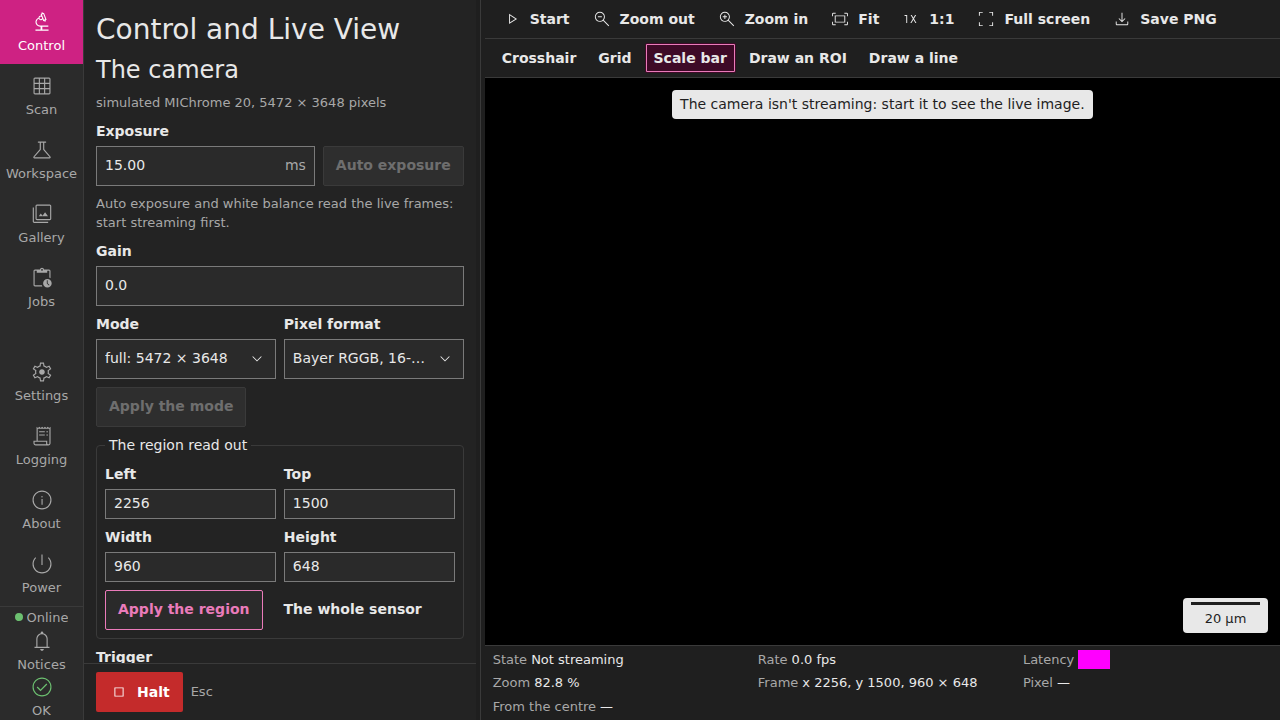 Control
Scan
Workspace
Gallery
Jobs
Settings
Logging
About
Power
Online
Notices
OK
Control and Live View
The camera
simulated MIChrome 20, 5472 × 3648 pixels
Exposure
15.00 ms Auto exposure
Auto exposure and white balance read the live frames:
start streaming first.
Gain
0.0
Mode Pixel format
full: 5472 × 3648 Bayer RGGB, 16-...
Apply the mode
The region read out
Left Top
2256 1500
Width Height
960 648
Apply the region The whole sensor
Trigger
Halt Esc
Start Zoom out Zoom in Fit 1X 1:1 Full screen Save PNG
Crosshair Grid Scale bar Draw an ROI Draw a line
The camera isn't streaming: start it to see the live image.
20 µm
State Not streaming Rate 0.0 fps Latency
Zoom 82.8 % Frame x 2256, y 1500, 960 × 648 Pixel —
From the centre —